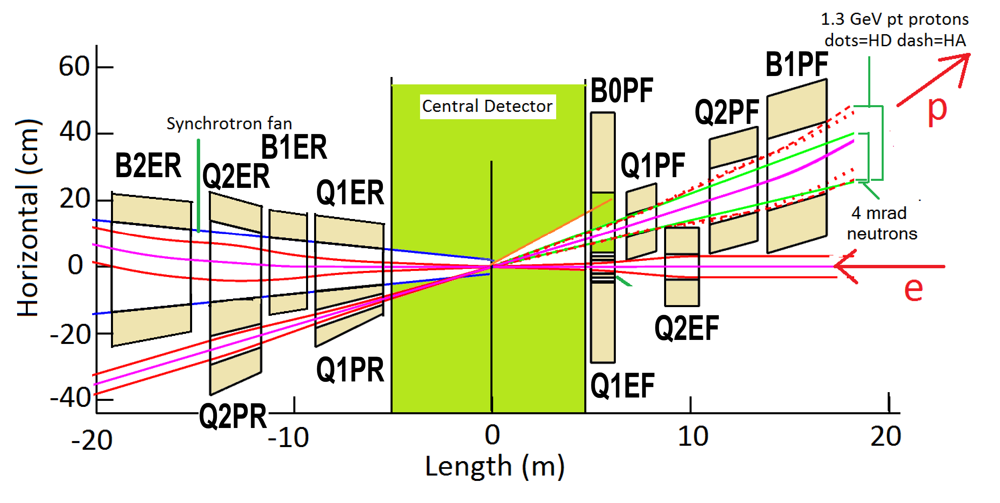 1.3 GeV pt protons
dots=HD dash=HA
B1PF
B0PF
Q2PF
p
Central Detector
Synchrotron fan
B1ER
B2ER
Q2ER
Q1ER
Q1PF
4 mrad
neutrons
e
Q2EF
Q1PR
Q1EF
Q2PR
Horizontal (cm)
60
40
20
0
-20
-40
-20
-10
0
10
20
Length (m)